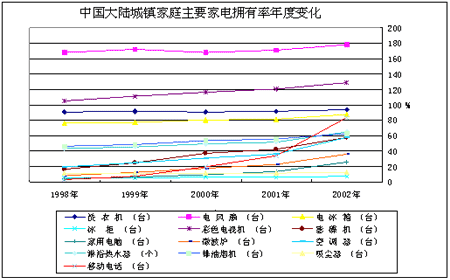 中国大陆城镇家庭主要家电拥有率年度变化
200
180
160
140
120
100 %
80
60
40
20
0
1998年 1999年 2000年 2001年 2002年
洗衣机 (台) 电风扇 (台) 电冰箱 (台)
冰柜 (台) 彩色电视机 (台) 影碟机 (台)
家用电脑 (台) 微波炉 (台) 空调器 (台)
淋浴热水器 (个) 排油烟机 (台) 吸尘器 (台)
移动电话 (台)